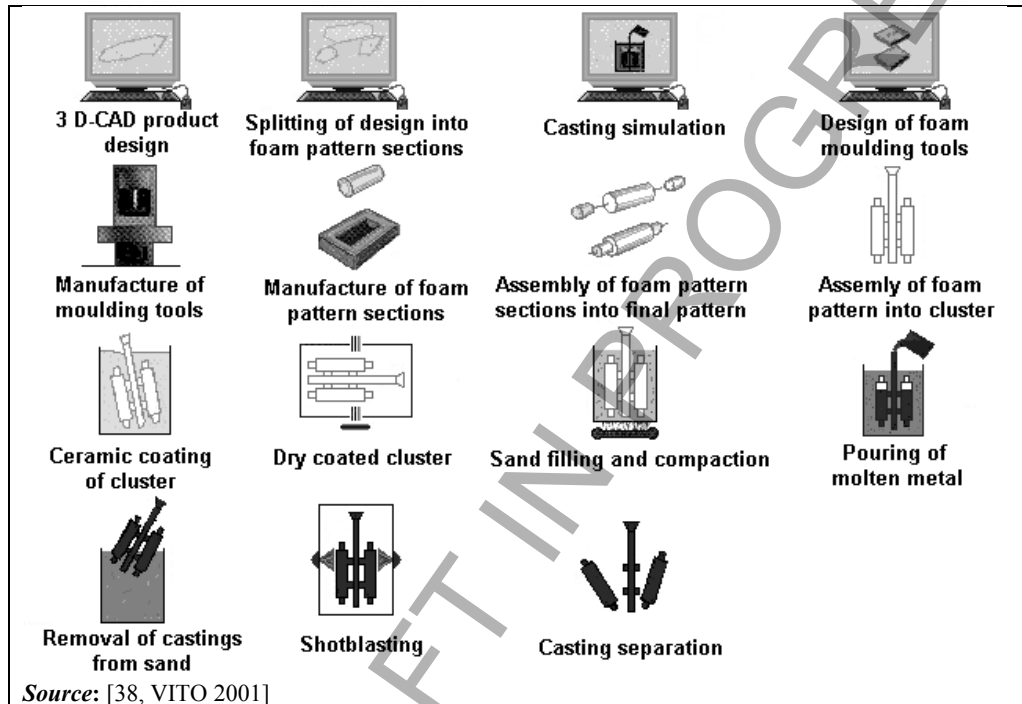 3 D-CAD product
design
Splitting of design into
foam pattern sections
Casting simulation
Design of foam
moulding tools
Manufacture of
moulding tools
Manufacture of foam
pattern sections
Assembly of foam pattern
sections into final pattern
Assemly of foam
pattern into cluster
Ceramic coating
of cluster
Dry coated cluster
Sand filling and compaction
Pouring of
molten metal
Removal of castings
from sand
Shotblasting
Casting separation
Source: [38, VITO 2001]
FT IN PROGRE